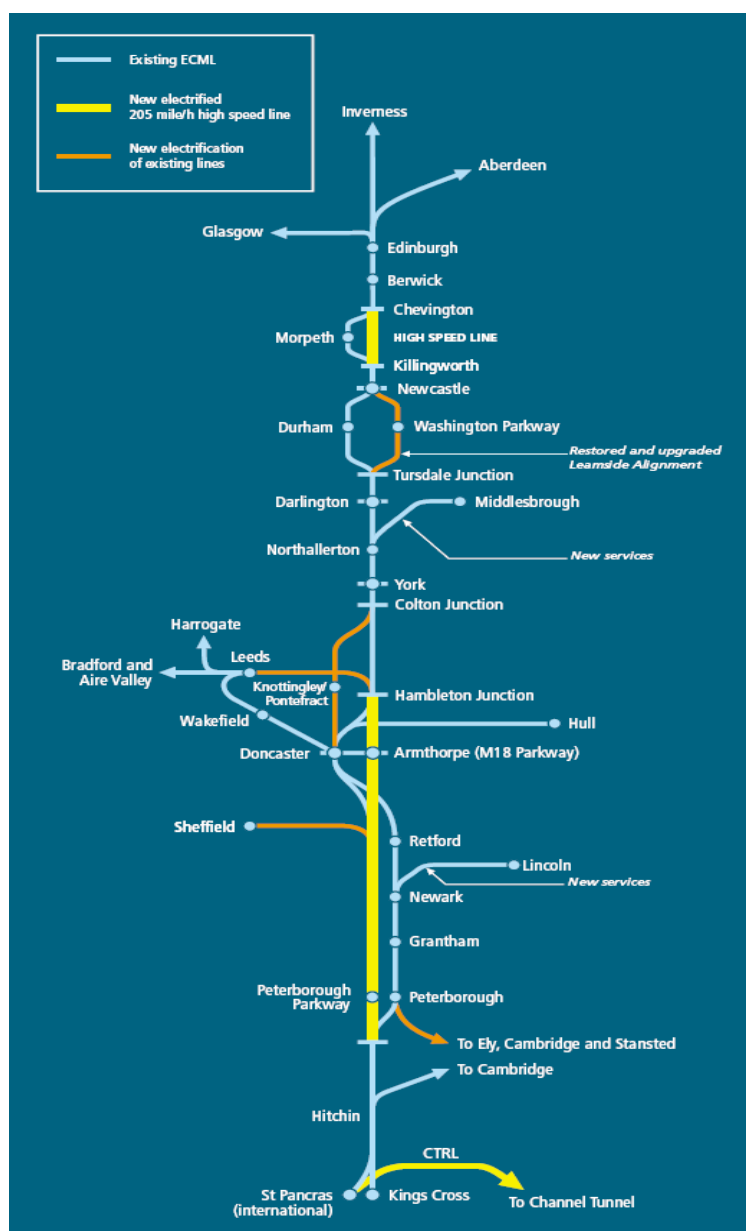 Existing ECML
New electrified
205 mile/h high speed line
New electrification
of existing lines
Inverness
Aberdeen
Glasgow
Edinburgh
Berwick
Chevington
Morpeth
HIGH SPEED LINE
Killingworth
Newcastle
Durham
Washington Parkway
Restored and upgraded
Leamside Alignment
Tursdale Junction
Darlington
Middlesbrough
Northallerton
New services
York
Colton Junction
Harrogate
Bradford and
Aire Valley
Leeds
Knottingley/
Pontefract
Hambleton Junction
Wakefield
Hull
Doncaster
Armthorpe (M18 Parkway)
Sheffield
Retford
Lincoln
New services
Newark
Grantham
Peterborough
Parkway
Peterborough
To Ely, Cambridge and Stansted
To Cambridge
Hitchin
CTRL
St Pancras
(international)
Kings Cross
To Channel Tunnel